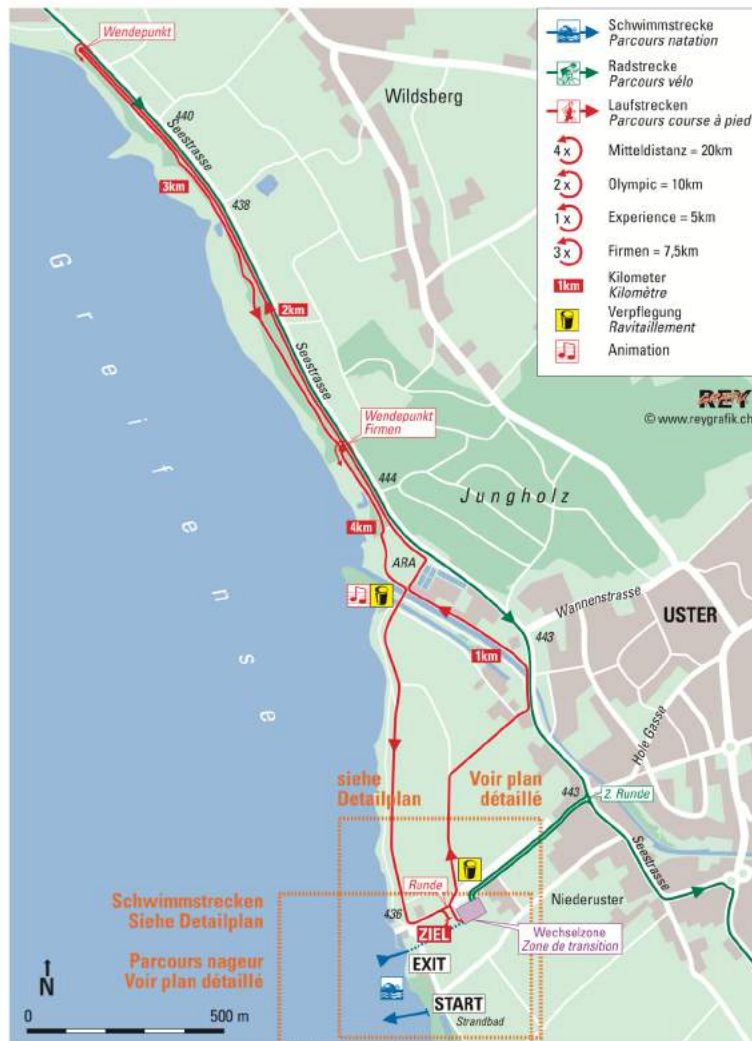 Wendepunkt
Wildsberg
440
Seestrasse
3km
438
2km
Seestrasse
Greifensee
Wendepunkt
Firmen
444
Jungholz
4km
ARA
Wannenstrasse
USTER
443
1km
Hole Gasse
siehe
Detailplan
Voir plan
détaillé
443
2. Runde
Seestrasse
Schwimmstrecken
Siehe Detailplan
Runde
Niederuster
436
ZIEL
Wechselzone
Zone de transition
Parcours nageur
Voir plan détaillé
EXIT
START
Strandbad
N
0
500 m
Schwimmstrecke
Parcours natation
Radstrecke
Parcours vélo
Laufstrecken
Parcours course à pied
4x Mitteldistanz = 20km
2x Olympic = 10km
1x Experience = 5km
3x Firmen = 7,5km
1km Kilometer
Kilomètre
Verpflegung
Ravitaillement
Animation
REY
© www.reygrafik.ch